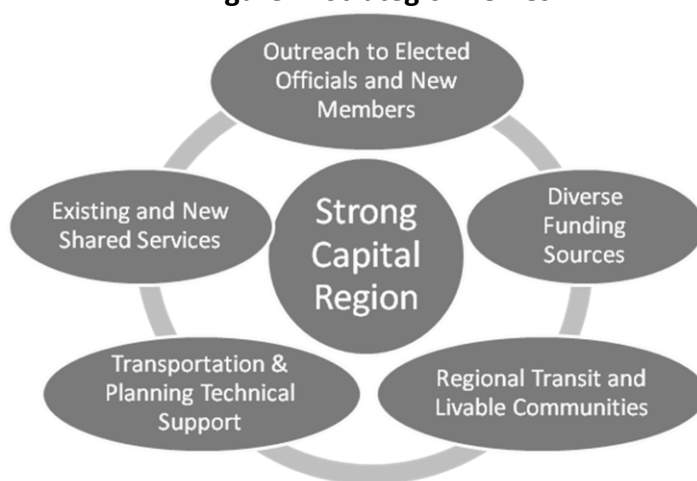 Outreach to Elected
Officials and New
Members
Existing and New
Shared Services
Strong
Capital
Region
Diverse
Funding
Sources
Transportation &
Planning Technical
Support
Regional Transit and
Livable Communities